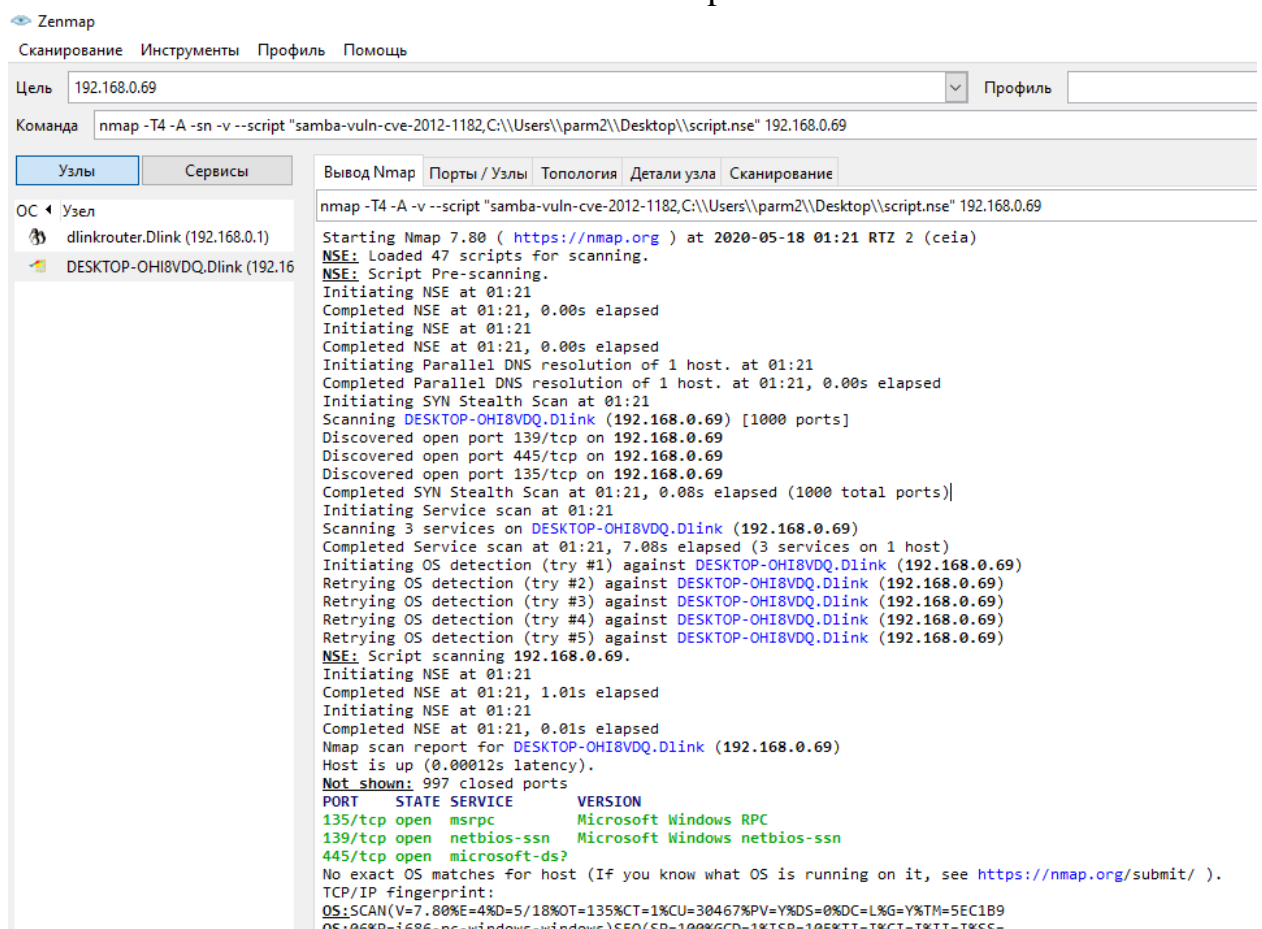 Zenmap
Сканирование Инструменты Профиль Помощь
Цель 192.168.0.69 Профиль
Команда nmap -T4 -A -sn -v --script "samba-vuln-cve-2012-1182,C:\\Users\\parm2\\Desktop\\script.nse" 192.168.0.69
Узлы Сервисы
ОС Узел
dlinkrouter.Dlink (192.168.0.1)
DESKTOP-OHI8VDQ.Dlink (192.16
Вывод Nmap Порты / Узлы Топология Детали узла Сканирование
nmap -T4 -A -v --script "samba-vuln-cve-2012-1182,C:\\Users\\parm2\\Desktop\\script.nse" 192.168.0.69
Starting Nmap 7.80 ( https://nmap.org ) at 2020-05-18 01:21 RTZ 2 (ceia)
NSE: Loaded 47 scripts for scanning.
NSE: Script Pre-scanning.
Initiating NSE at 01:21
Completed NSE at 01:21, 0.00s elapsed
Initiating NSE at 01:21
Completed NSE at 01:21, 0.00s elapsed
Initiating Parallel DNS resolution of 1 host. at 01:21
Completed Parallel DNS resolution of 1 host. at 01:21, 0.00s elapsed
Initiating SYN Stealth Scan at 01:21
Scanning DESKTOP-OHI8VDQ.Dlink (192.168.0.69) [1000 ports]
Discovered open port 139/tcp on 192.168.0.69
Discovered open port 445/tcp on 192.168.0.69
Discovered open port 135/tcp on 192.168.0.69
Completed SYN Stealth Scan at 01:21, 0.08s elapsed (1000 total ports)
Initiating Service scan at 01:21
Scanning 3 services on DESKTOP-OHI8VDQ.Dlink (192.168.0.69)
Completed Service scan at 01:21, 7.08s elapsed (3 services on 1 host)
Initiating OS detection (try #1) against DESKTOP-OHI8VDQ.Dlink (192.168.0.69)
Retrying OS detection (try #2) against DESKTOP-OHI8VDQ.Dlink (192.168.0.69)
Retrying OS detection (try #3) against DESKTOP-OHI8VDQ.Dlink (192.168.0.69)
Retrying OS detection (try #4) against DESKTOP-OHI8VDQ.Dlink (192.168.0.69)
Retrying OS detection (try #5) against DESKTOP-OHI8VDQ.Dlink (192.168.0.69)
NSE: Script scanning 192.168.0.69.
Initiating NSE at 01:21
Completed NSE at 01:21, 1.01s elapsed
Initiating NSE at 01:21
Completed NSE at 01:21, 0.01s elapsed
Nmap scan report for DESKTOP-OHI8VDQ.Dlink (192.168.0.69)
Host is up (0.00012s latency).
Not shown: 997 closed ports
PORT STATE SERVICE VERSION
135/tcp open msrpc Microsoft Windows RPC
139/tcp open netbios-ssn Microsoft Windows netbios-ssn
445/tcp open microsoft-ds?
No exact OS matches for host (If you know what OS is running on it, see https://nmap.org/submit/ ).
TCP/IP fingerprint:
OS:SCAN(V=7.80%E=4%D=5/18%OT=135%CT=1%CU=30467%PV=Y%DS=0%DC=L%G=Y%TM=5EC1B9